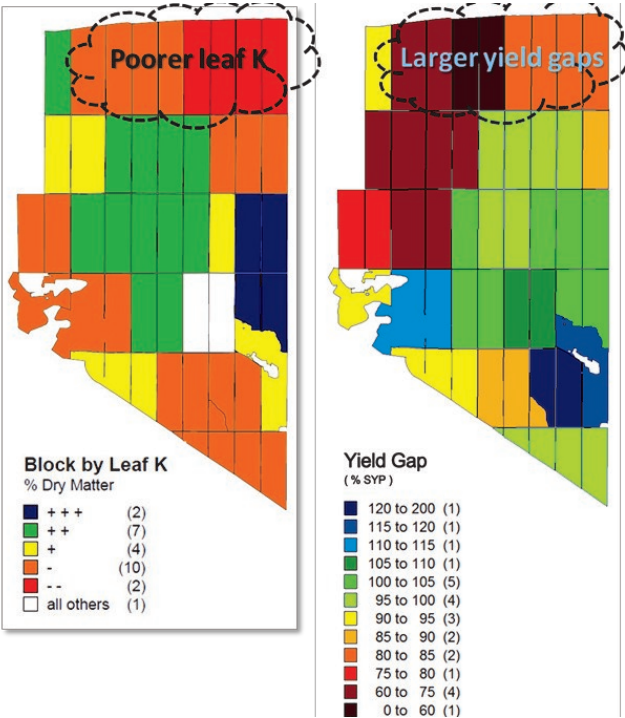 Poorer leaf K
Larger yield gaps
Block by Leaf K
% Dry Matter
+ + + (2)
+ + (7)
+ (4)
- (10)
- - (2)
all others (1)
Yield Gap
( % SYP )
120 to 200 (1)
115 to 120 (1)
110 to 115 (1)
105 to 110 (1)
100 to 105 (5)
95 to 100 (4)
90 to 95 (3)
85 to 90 (2)
80 to 85 (2)
75 to 80 (1)
60 to 75 (4)
0 to 60 (1)